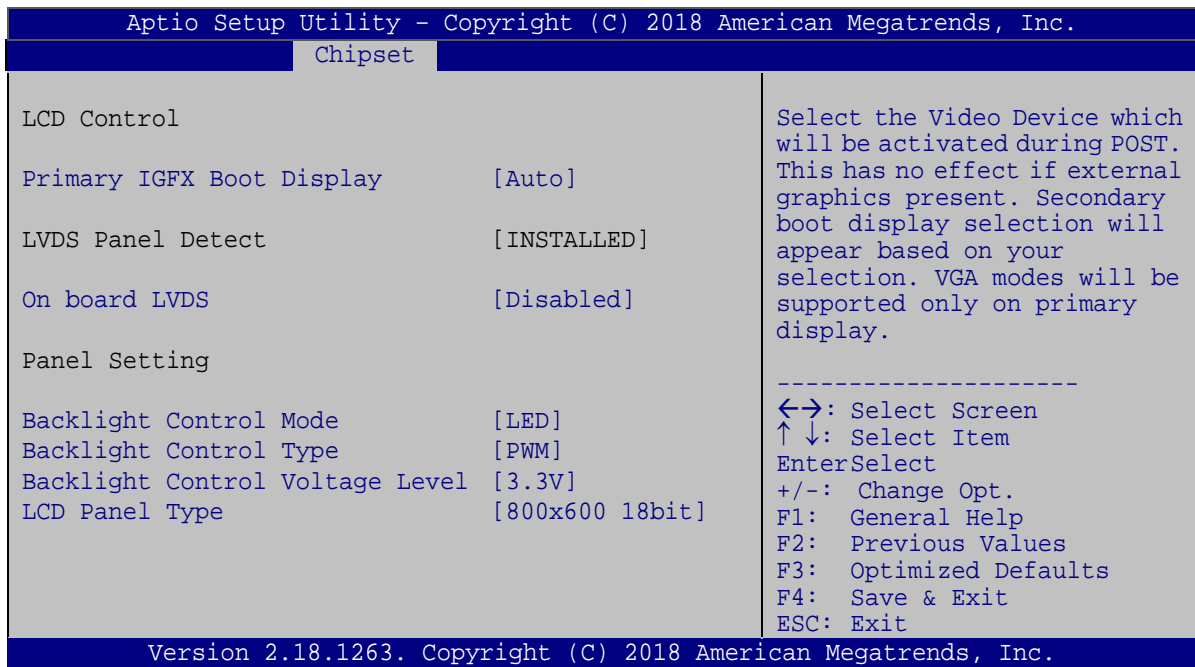 Aptio Setup Utility – Copyright (C) 2018 American Megatrends, Inc.
Chipset
LCD Control
Primary IGFX Boot Display [Auto]
LVDS Panel Detect [INSTALLED]
On board LVDS [Disabled]
Panel Setting
Backlight Control Mode [LED]
Backlight Control Type [PWM]
Backlight Control Voltage Level [3.3V]
LCD Panel Type [800x600 18bit]
Select the Video Device which
will be activated during POST.
This has no effect if external
graphics present. Secondary
boot display selection will
appear based on your
selection. VGA modes will be
supported only on primary
display.
---------------------
←→: Select Screen
↑ ↓: Select Item
EnterSelect
+/-: Change Opt.
F1: General Help
F2: Previous Values
F3: Optimized Defaults
F4: Save & Exit
ESC: Exit
Version 2.18.1263. Copyright (C) 2018 American Megatrends, Inc.